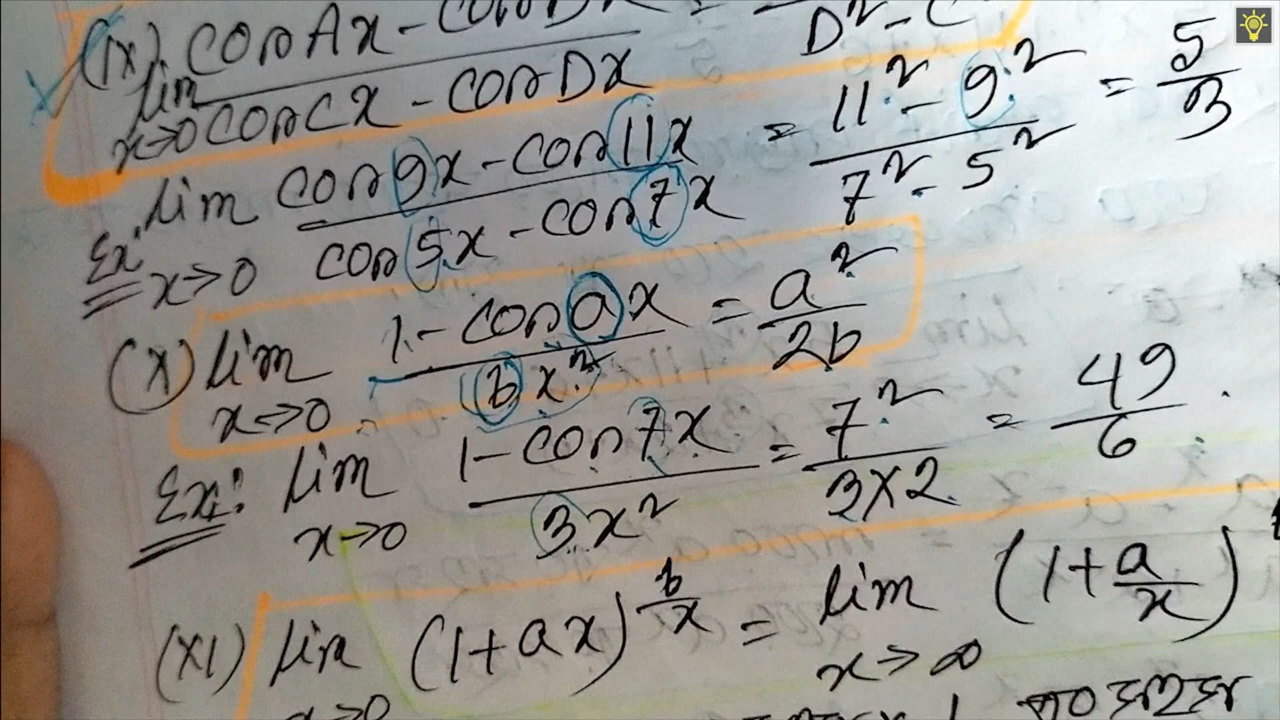 (ix) lim x→0 (cos Ax - cos Bx)/(cos Cx - cos Dx) = /(D² - C
Ex: lim x→0 (cos 9x - cos 11x)/(cos 5x - cos 7x) = (11² - 9²)/(7² - 5²) = 5/3
(x) lim x→0 (1 - cos ax)/(bx²) = a²/2b
Ex: lim x→0 (1 - cos 7x)/(3x²) = 7²/(3×2) = 49/6.
(xi) lim x→0 (1+ax)^(b/x) = lim x→∞ (1 + a/x)